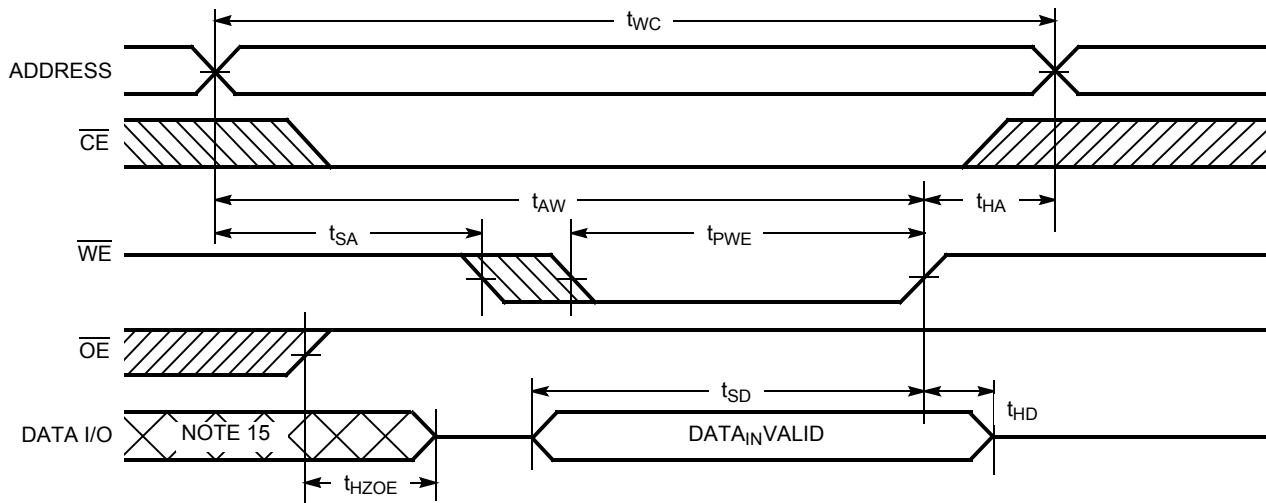 tWC
ADDRESS
CE
tAW
tHA
tSA
tPWE
WE
OE
tSD
tHD
DATA I/O
NOTE 15
DATAINVALID
tHZOE